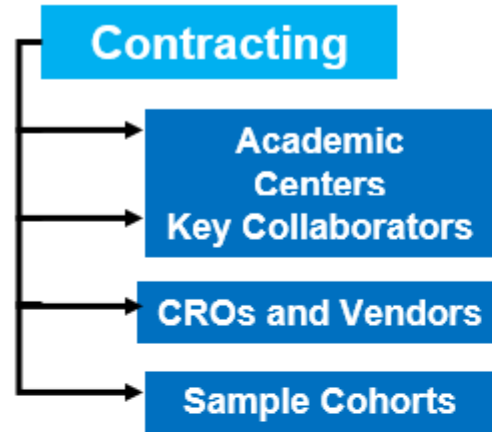 Contracting
Academic
Centers
Key Collaborators
CROs and Vendors
Sample Cohorts